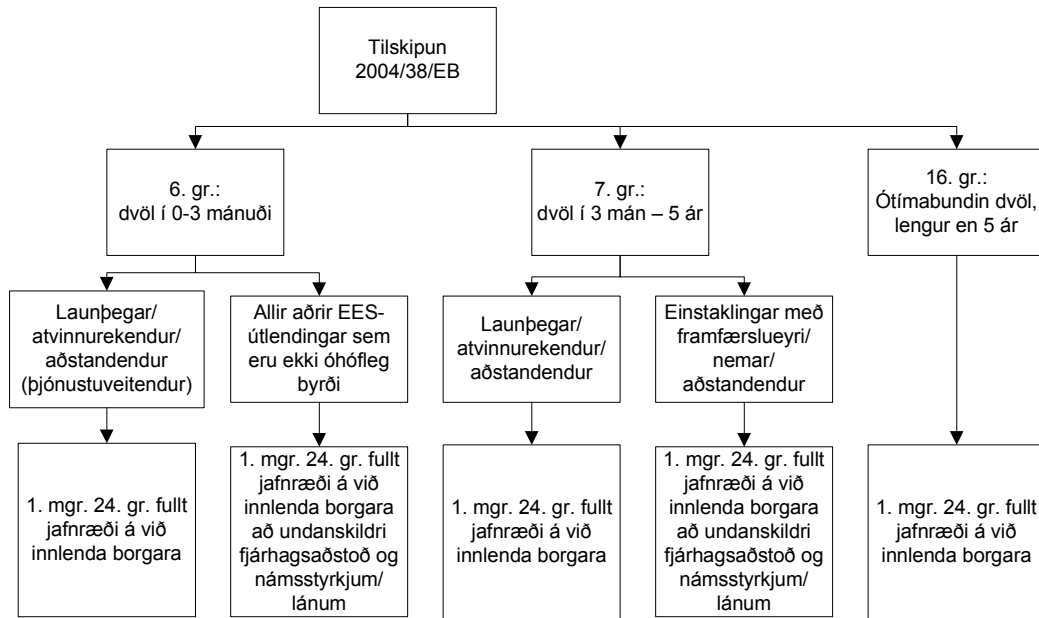 Tilskipun
2004/38/EB
6. gr.:
dvöl í 0-3 mánuði
7. gr.:
dvöl í 3 mán – 5 ár
16. gr.:
Ótímabundin dvöl,
lengur en 5 ár
Launþegar/
atvinnurekendur/
aðstandendur
(þjónustuveitendur)
Allir aðrir EES-
útlendingar sem
eru ekki óhófleg
byrði
Launþegar/
atvinnurekendur/
aðstandendur
Einstaklingar með
framfærslueyri/
nemar/
aðstandendur
1. mgr. 24. gr. fullt
jafnræði á við
innlenda borgara
1. mgr. 24. gr. fullt
jafnræði á við
innlenda borgara
að undanskildri
fjárhagsaðstoð og
námsstyrkjum/
lánum
1. mgr. 24. gr. fullt
jafnræði á við
innlenda borgara
1. mgr. 24. gr. fullt
jafnræði á við
innlenda borgara
að undanskildri
fjárhagsaðstoð og
námsstyrkjum/
lánum
1. mgr. 24. gr. fullt
jafnræði á við
innlenda borgara